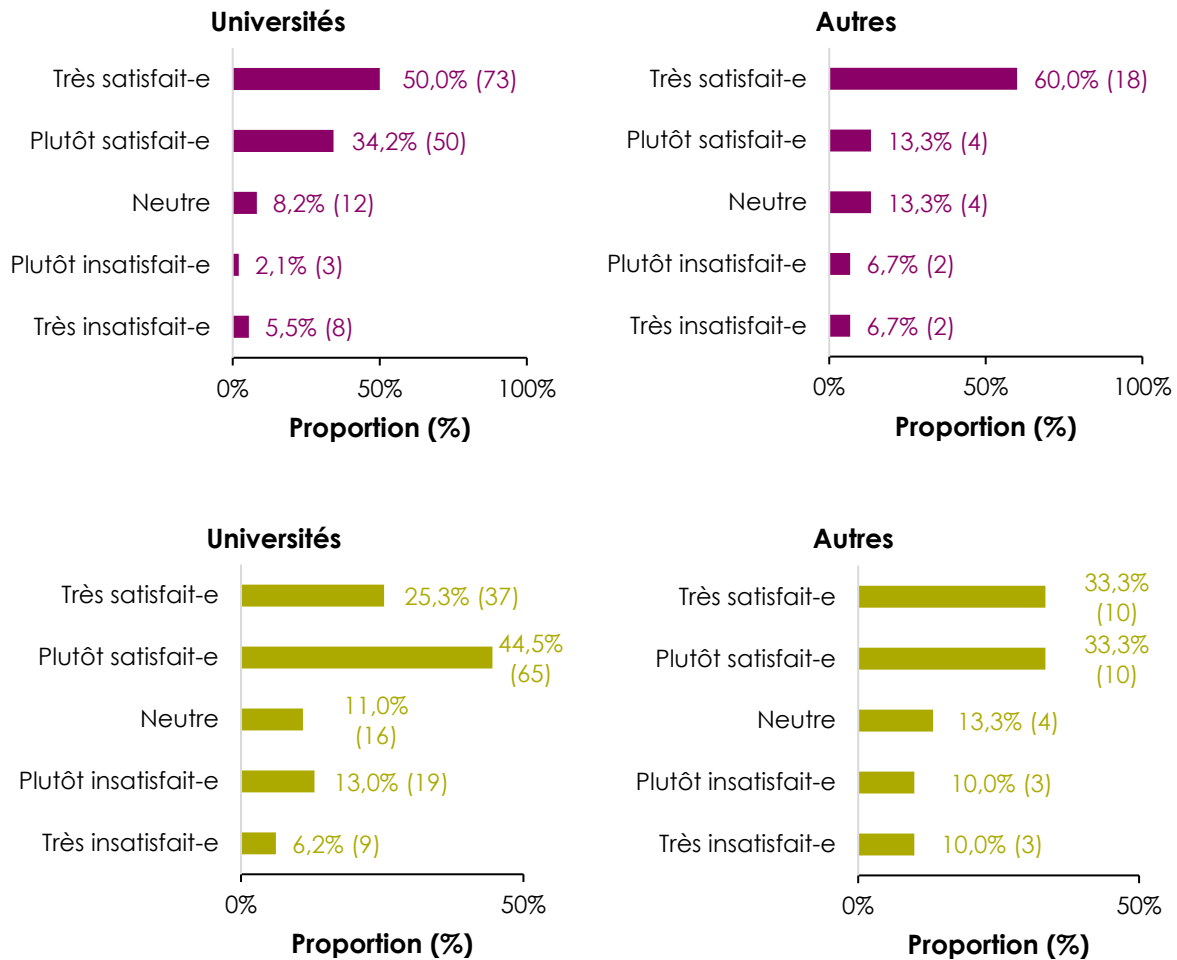 Universités
Très satisfait-e 50,0% (73)
Plutôt satisfait-e 34,2% (50)
Neutre 8,2% (12)
Plutôt insatisfait-e 2,1% (3)
Très insatisfait-e 5,5% (8)
0% 50% 100%
Proportion (%)
Autres
Très satisfait-e 60,0% (18)
Plutôt satisfait-e 13,3% (4)
Neutre 13,3% (4)
Plutôt insatisfait-e 6,7% (2)
Très insatisfait-e 6,7% (2)
0% 50% 100%
Proportion (%)
Universités
Très satisfait-e 25,3% (37)
Plutôt satisfait-e 44,5%
(65)
Neutre 11,0%
(16)
Plutôt insatisfait-e 13,0% (19)
Très insatisfait-e 6,2% (9)
0% 50%
Proportion (%)
Autres
Très satisfait-e 33,3%
(10)
Plutôt satisfait-e 33,3%
(10)
Neutre 13,3% (4)
Plutôt insatisfait-e 10,0% (3)
Très insatisfait-e 10,0% (3)
0% 50%
Proportion (%)